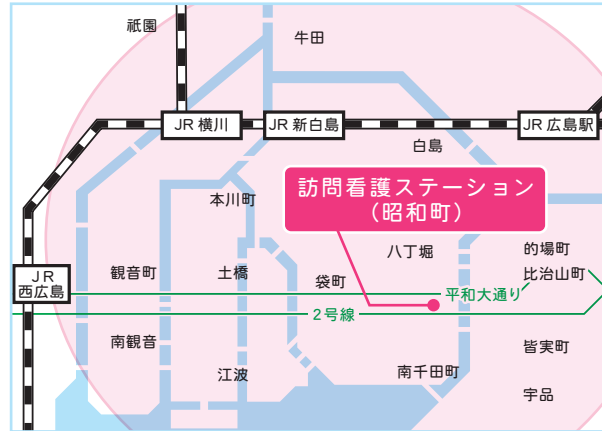 祇園
牛田
JR 横川
JR 新白島
JR 広島駅
白島
訪問看護ステーション
（昭和町）
本川町
八丁堀
的場町
JR
西広島
観音町
土橋
袋町
比治山町
平和大通り
2号線
南観音
皆実町
江波
南千田町
宇品